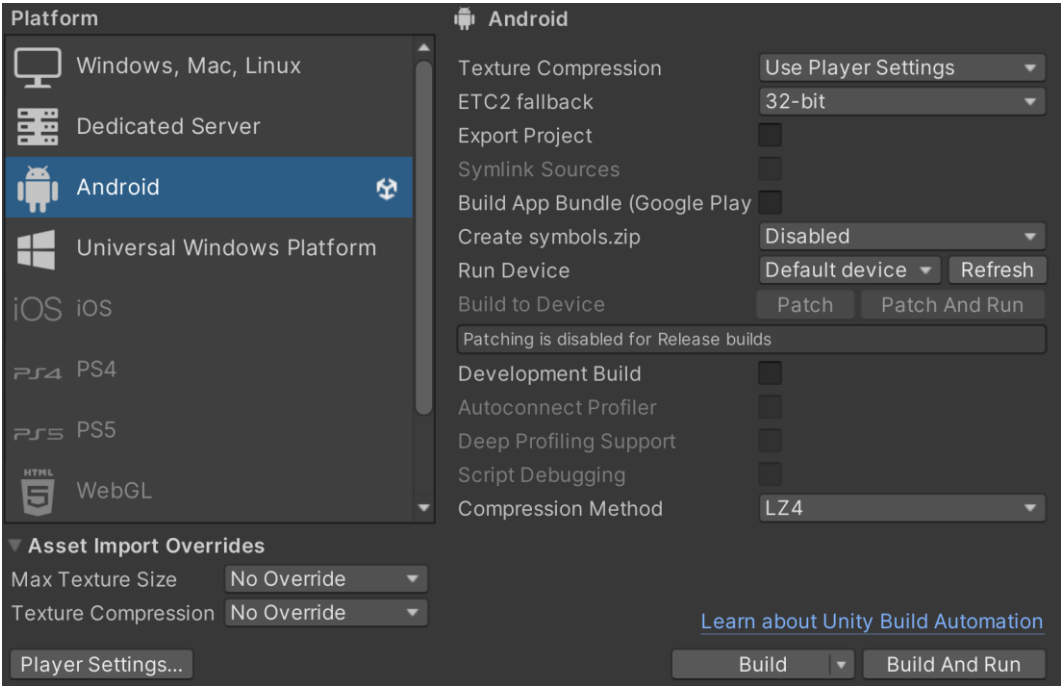 Platform
Windows, Mac, Linux
Dedicated Server
Android
Universal Windows Platform
iOS iOS
PS4 PS4
PS5 PS5
HTML 5 WebGL
Asset Import Overrides
Max Texture Size No Override
Texture Compression No Override
Player Settings...
Android
Texture Compression Use Player Settings
ETC2 fallback 32-bit
Export Project
Symlink Sources
Build App Bundle (Google Play
Create symbols.zip Disabled
Run Device Default device Refresh
Build to Device Patch Patch And Run
Patching is disabled for Release builds
Development Build
Autoconnect Profiler
Deep Profiling Support
Script Debugging
Compression Method LZ4
Learn about Unity Build Automation
Build Build And Run